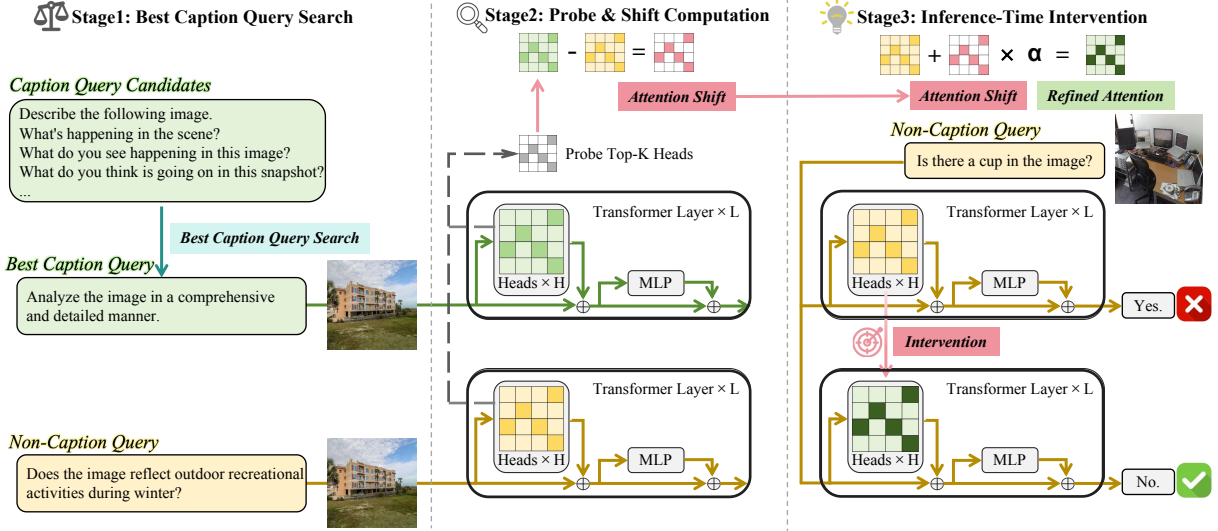 Stage1: Best Caption Query Search
Caption Query Candidates
Describe the following image.
What's happening in the scene?
What do you see happening in this image?
What do you think is going on in this snapshot?
...
Best Caption Query Search
Best Caption Query
Analyze the image in a comprehensive
and detailed manner.
Non-Caption Query
Does the image reflect outdoor recreational
activities during winter?
Stage2: Probe & Shift Computation
- =
Attention Shift
Probe Top-K Heads
Transformer Layer × L
Heads × H
MLP
Transformer Layer × L
Heads × H
MLP
Stage3: Inference-Time Intervention
+ × α =
Attention Shift
Refined Attention
Non-Caption Query
Is there a cup in the image?
Transformer Layer × L
Heads × H
MLP
Yes.
Intervention
Transformer Layer × L
Heads × H
MLP
No.